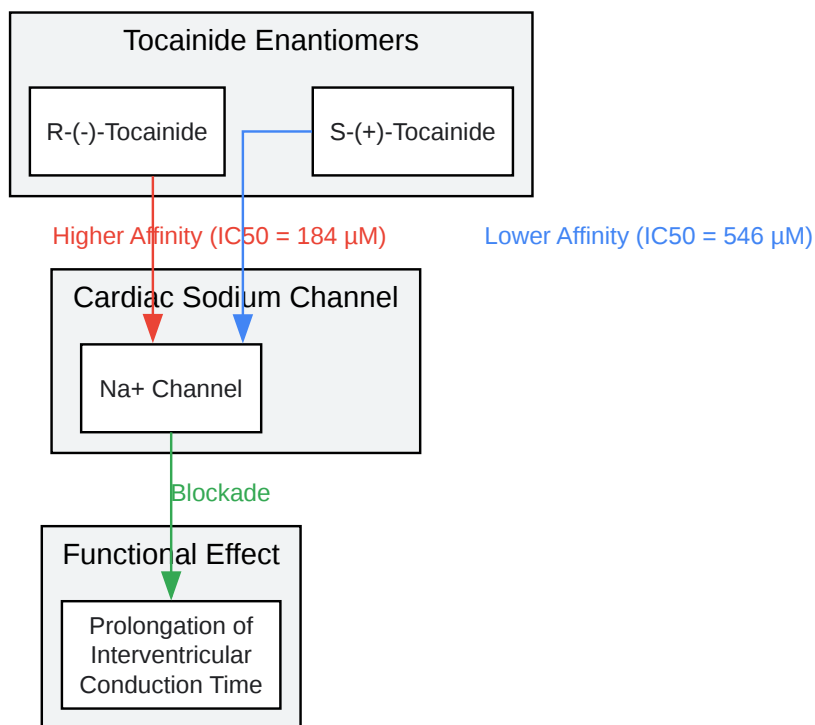 Tocainide Enantiomers
R-(-)-Tocainide
S-(+)-Tocainide
Higher Affinity (IC50 = 184 µM)
Lower Affinity (IC50 = 546 µM)
Cardiac Sodium Channel
Na+ Channel
Blockade
Functional Effect
Prolongation of
Interventricular
Conduction Time